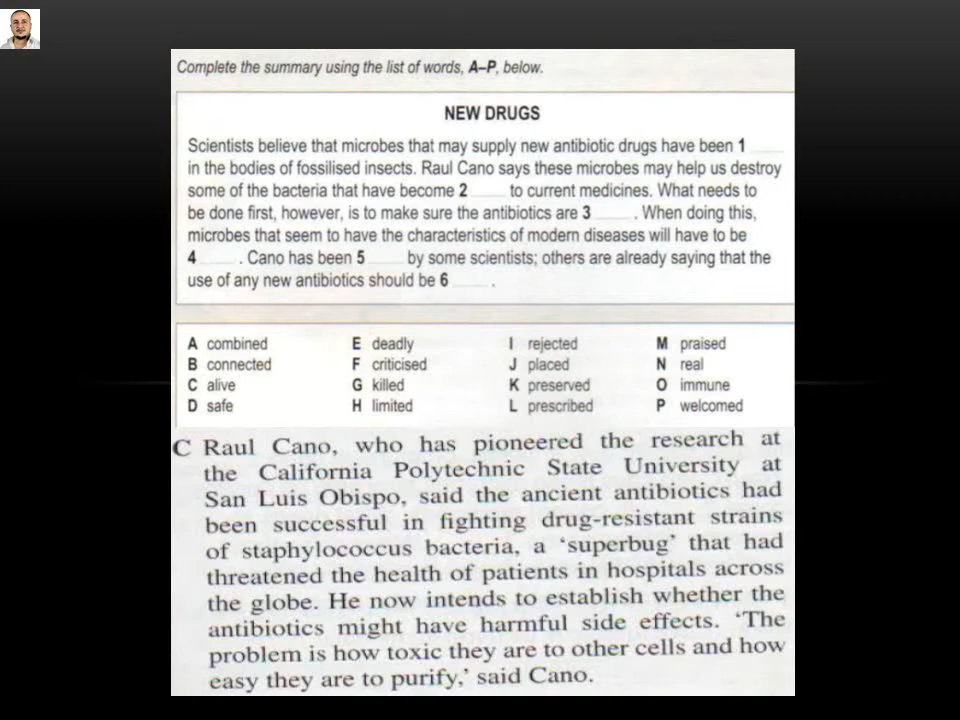 Complete the summary using the list of words, A–P, below.
NEW DRUGS
Scientists believe that microbes that may supply new antibiotic drugs have been 1 ......
in the bodies of fossilised insects. Raul Cano says these microbes may help us destroy
some of the bacteria that have become 2 ...... to current medicines. What needs to
be done first, however, is to make sure the antibiotics are 3 ...... . When doing this,
microbes that seem to have the characteristics of modern diseases will have to be
4 ...... . Cano has been 5 ...... by some scientists; others are already saying that the
use of any new antibiotics should be 6 ...... .
A combined E deadly I rejected M praised
B connected F criticised J placed N real
C alive G killed K preserved O immune
D safe H limited L prescribed P welcomed
C Raul Cano, who has pioneered the research at
the California Polytechnic State University at
San Luis Obispo, said the ancient antibiotics had
been successful in fighting drug-resistant strains
of staphylococcus bacteria, a ‘superbug’ that had
threatened the health of patients in hospitals across
the globe. He now intends to establish whether the
antibiotics might have harmful side effects. ‘The
problem is how toxic they are to other cells and how
easy they are to purify,’ said Cano.